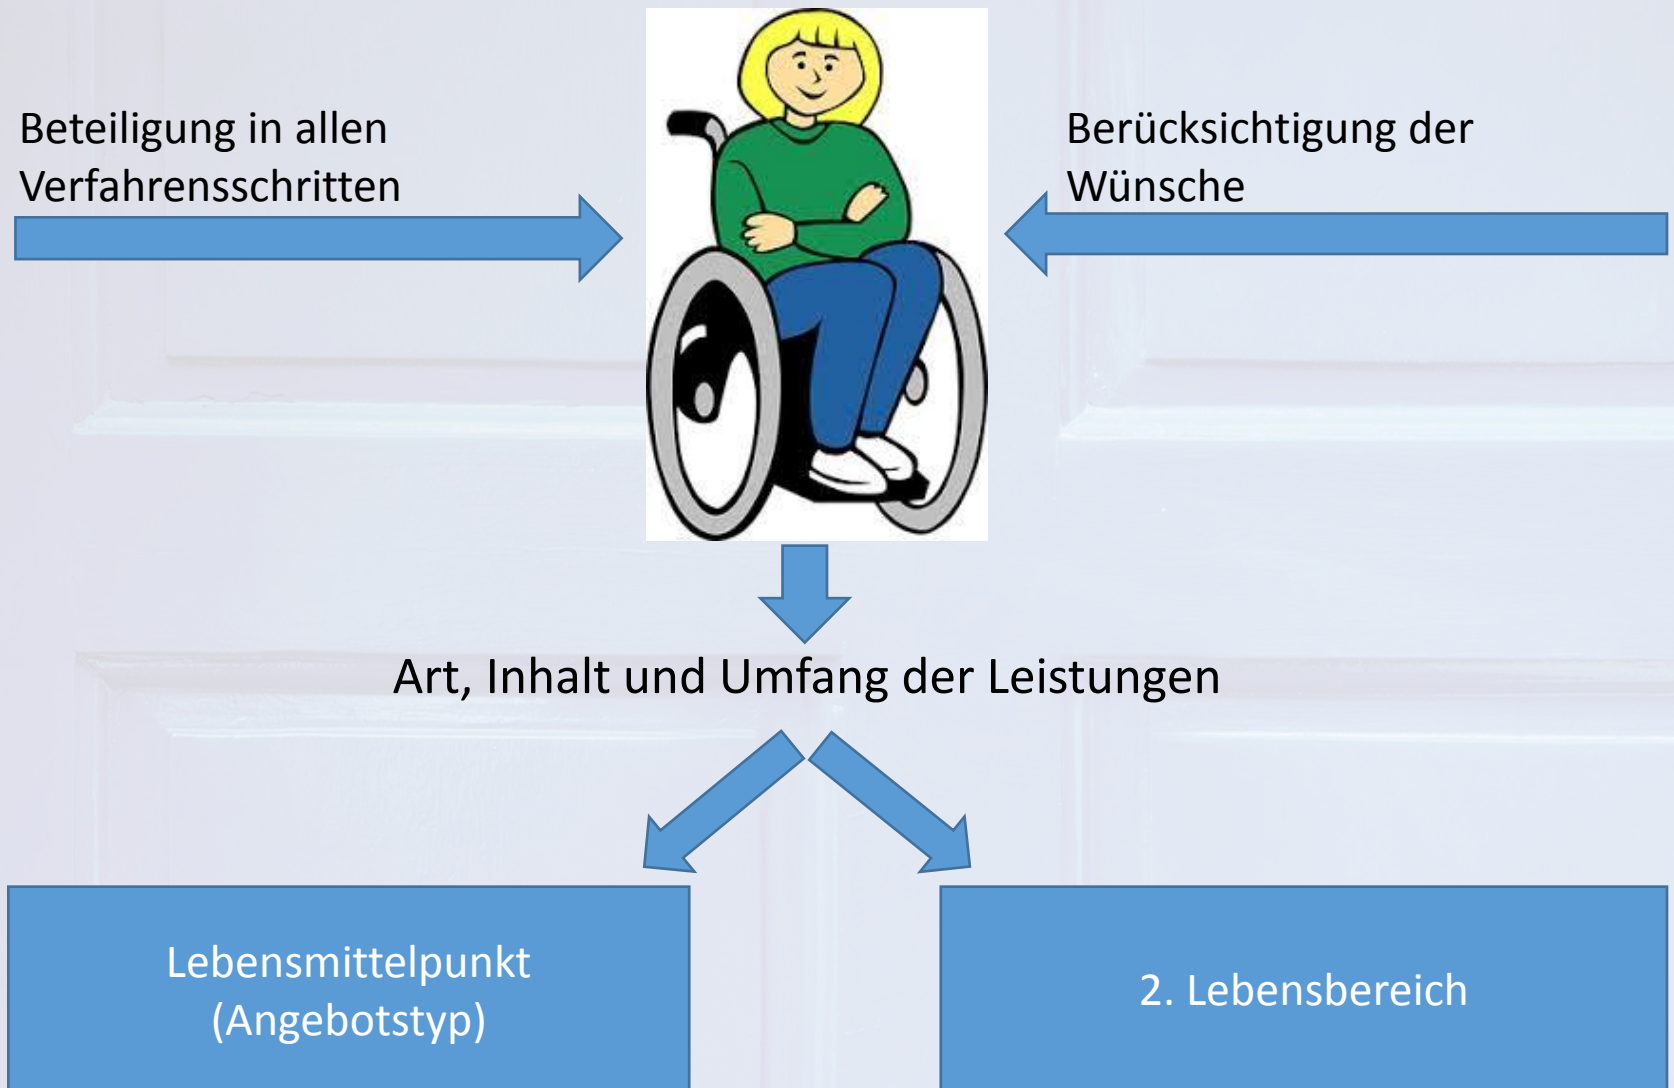 Beteiligung in allen
Verfahrensschritten
Berücksichtigung der
Wünsche
Art, Inhalt und Umfang der Leistungen
Lebensmittelpunkt
(Angebotstyp)
2. Lebensbereich